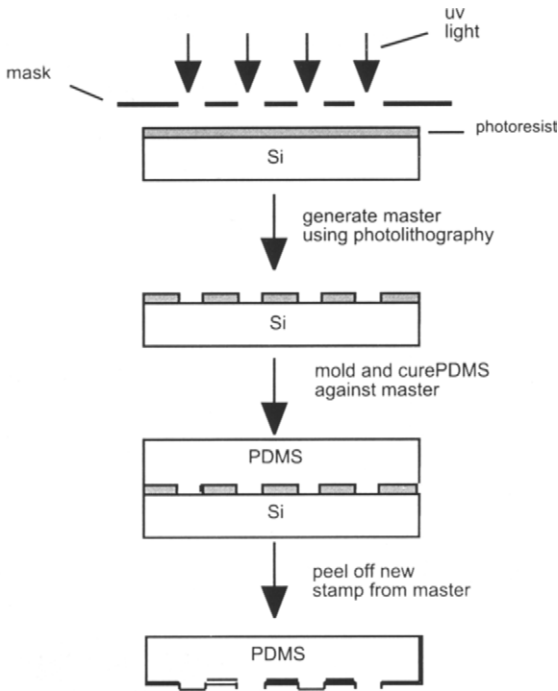 uv
light
mask
photoresist
Si
generate master
using photolithography
Si
mold and curePDMS
against master
PDMS
Si
peel off new
stamp from master
PDMS